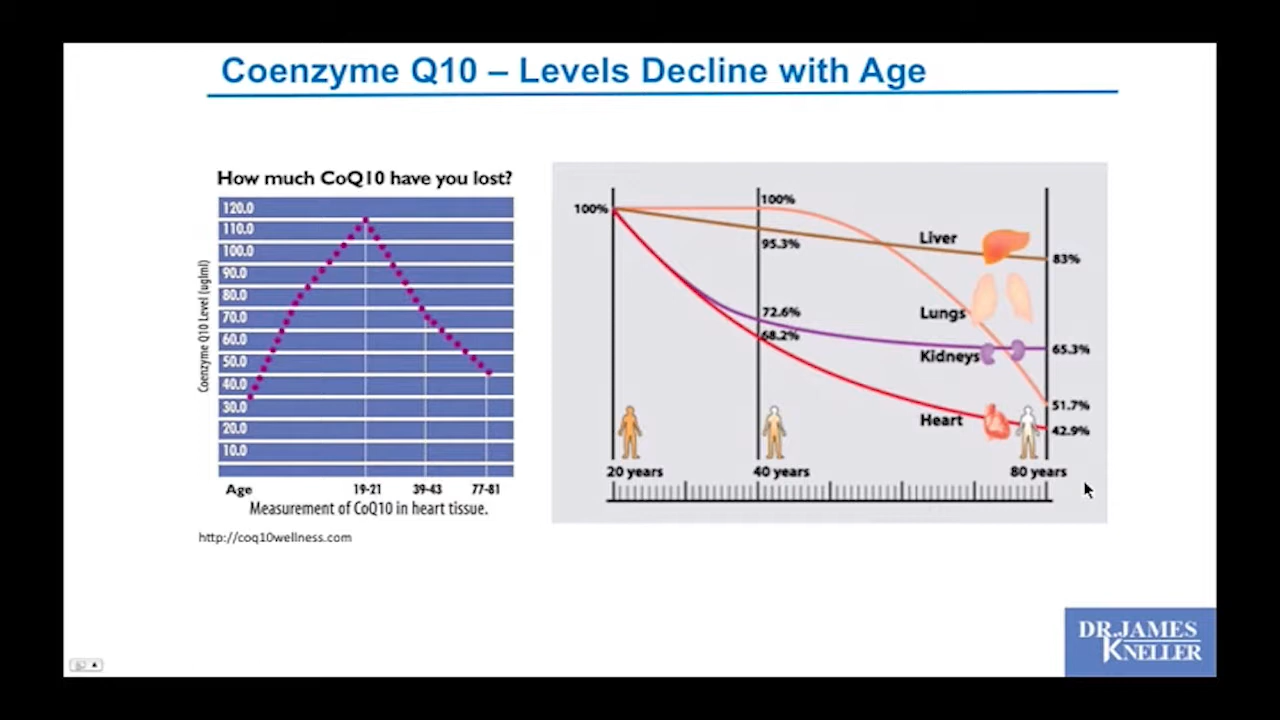 Coenzyme Q10 – Levels Decline with Age
How much CoQ10 have you lost?
Coenzyme Q10 Level (ug/ml)
120.0
110.0
100.0
90.0
80.0
70.0
60.0
50.0
40.0
30.0
20.0
10.0
Age 19-21 39-43 77-81
Measurement of CoQ10 in heart tissue.
http://coq10wellness.com
100%
100%
95.3%
72.6%
68.2%
Liver
83%
Lungs
Kidneys
65.3%
51.7%
Heart
42.9%
20 years 40 years 80 years
DR.JAMES
KNELLER